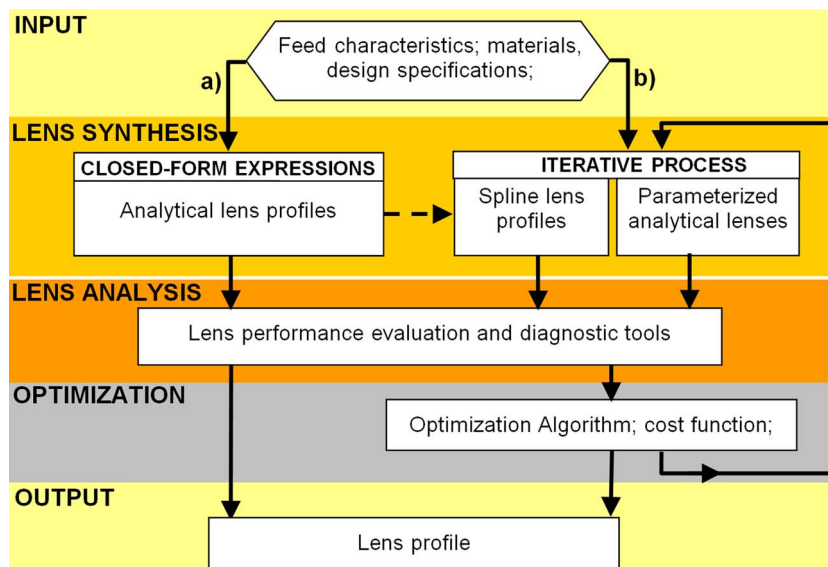 INPUT
Feed characteristics; materials,
design specifications;
a)
b)
LENS SYNTHESIS
CLOSED-FORM EXPRESSIONS
Analytical lens profiles
ITERATIVE PROCESS
Spline lens
profiles
Parameterized
analytical lenses
LENS ANALYSIS
Lens performance evaluation and diagnostic tools
OPTIMIZATION
Optimization Algorithm; cost function;
OUTPUT
Lens profile